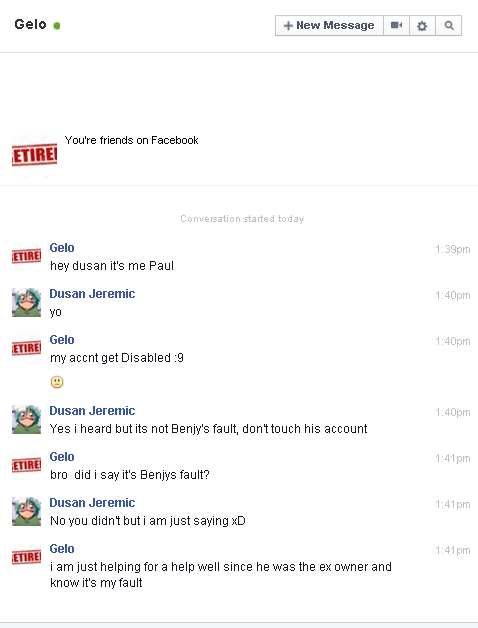 Gelo
New Message
ETIRE
You're friends on Facebook
Conversation started today
ETIRE
Gelo
1:39pm
hey dusan it's me Paul
Dusan Jeremic
1:40pm
yo
ETIRE
Gelo
1:40pm
my accnt get Disabled :9
Dusan Jeremic
1:40pm
Yes i heard but its not Benjy's fault, don't touch his account
ETIRE
Gelo
1:41pm
bro did i say it's Benjys fault?
Dusan Jeremic
1:41pm
No you didn't but i am just saying xD
ETIRE
Gelo
1:41pm
i am just helping for a help well since he was the ex owner and
know it's my fault